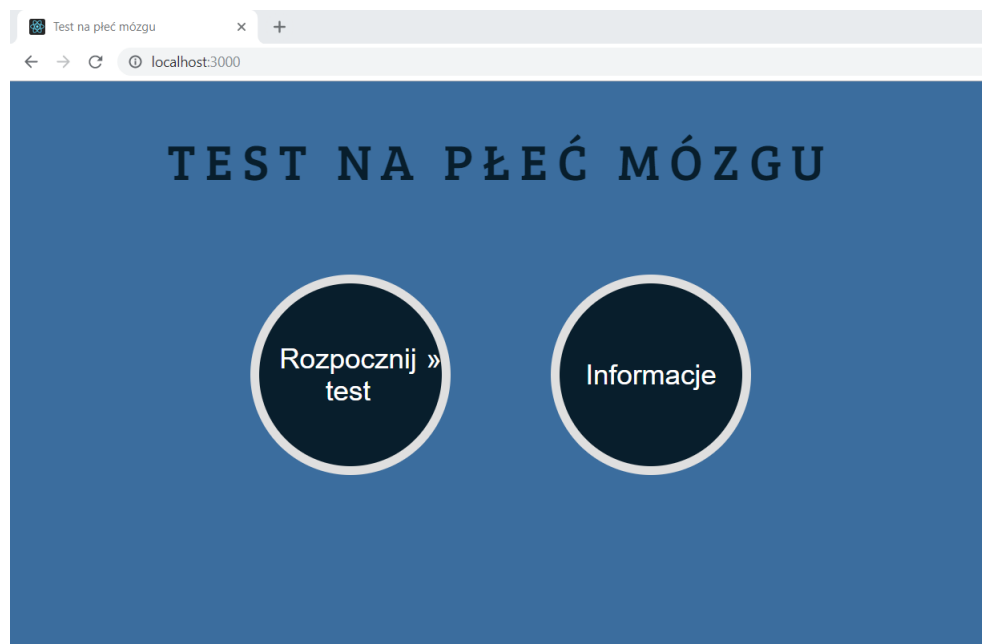 Test na płeć mózgu
localhost:3000
TEST NA PŁEĆ MÓZGU
Rozpocznij »
test
Informacje